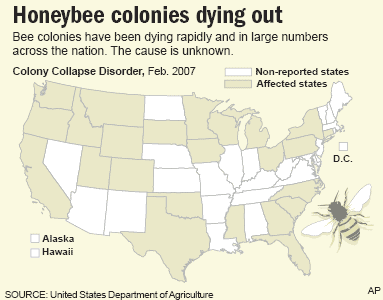 Honeybee colonies dying out
Bee colonies have been dying rapidly and in large numbers
across the nation. The cause is unknown.
Colony Collapse Disorder, Feb. 2007
Non-reported states
Affected states
D.C.
Alaska
Hawaii
SOURCE: United States Department of Agriculture
AP